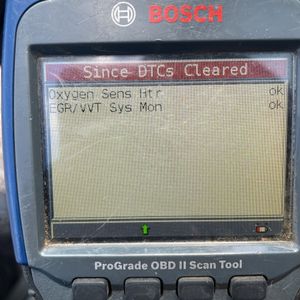 BOSCH
Since DTCs Cleared
Oxygen Sens Htr ok
EGR/VVT Sys Mon ok
ProGrade OBD II Scan Tool